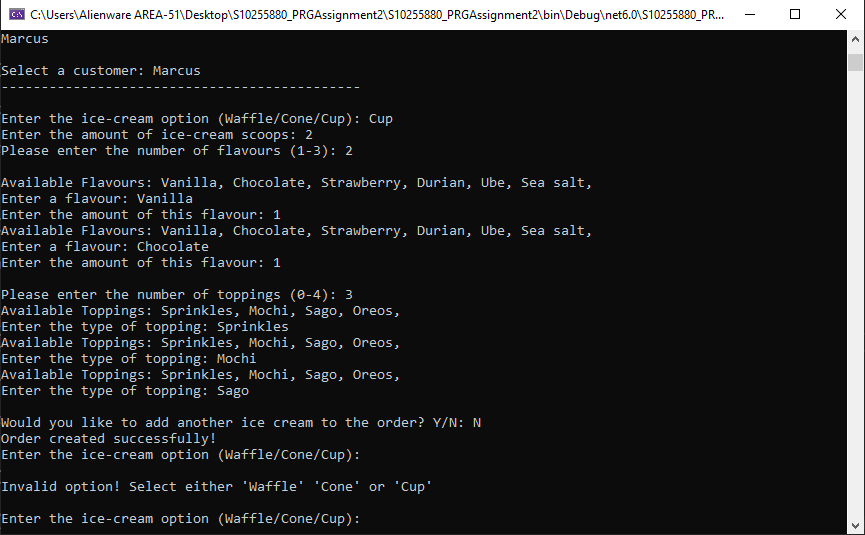 C:\Users\Alienware AREA-51\Desktop\S10255880_PRGAssignment2\S10255880_PRGAssignment2\bin\Debug\net6.0\S10255880_PR...
Marcus
Select a customer: Marcus
---------------------------------------------
Enter the ice-cream option (Waffle/Cone/Cup): Cup
Enter the amount of ice-cream scoops: 2
Please enter the number of flavours (1-3): 2
Available Flavours: Vanilla, Chocolate, Strawberry, Durian, Ube, Sea salt,
Enter a flavour: Vanilla
Enter the amount of this flavour: 1
Available Flavours: Vanilla, Chocolate, Strawberry, Durian, Ube, Sea salt,
Enter a flavour: Chocolate
Enter the amount of this flavour: 1
Please enter the number of toppings (0-4): 3
Available Toppings: Sprinkles, Mochi, Sago, Oreos,
Enter the type of topping: Sprinkles
Available Toppings: Sprinkles, Mochi, Sago, Oreos,
Enter the type of topping: Mochi
Available Toppings: Sprinkles, Mochi, Sago, Oreos,
Enter the type of topping: Sago
Would you like to add another ice cream to the order? Y/N: N
Order created successfully!
Enter the ice-cream option (Waffle/Cone/Cup):
Invalid option! Select either 'Waffle' 'Cone' or 'Cup'
Enter the ice-cream option (Waffle/Cone/Cup):